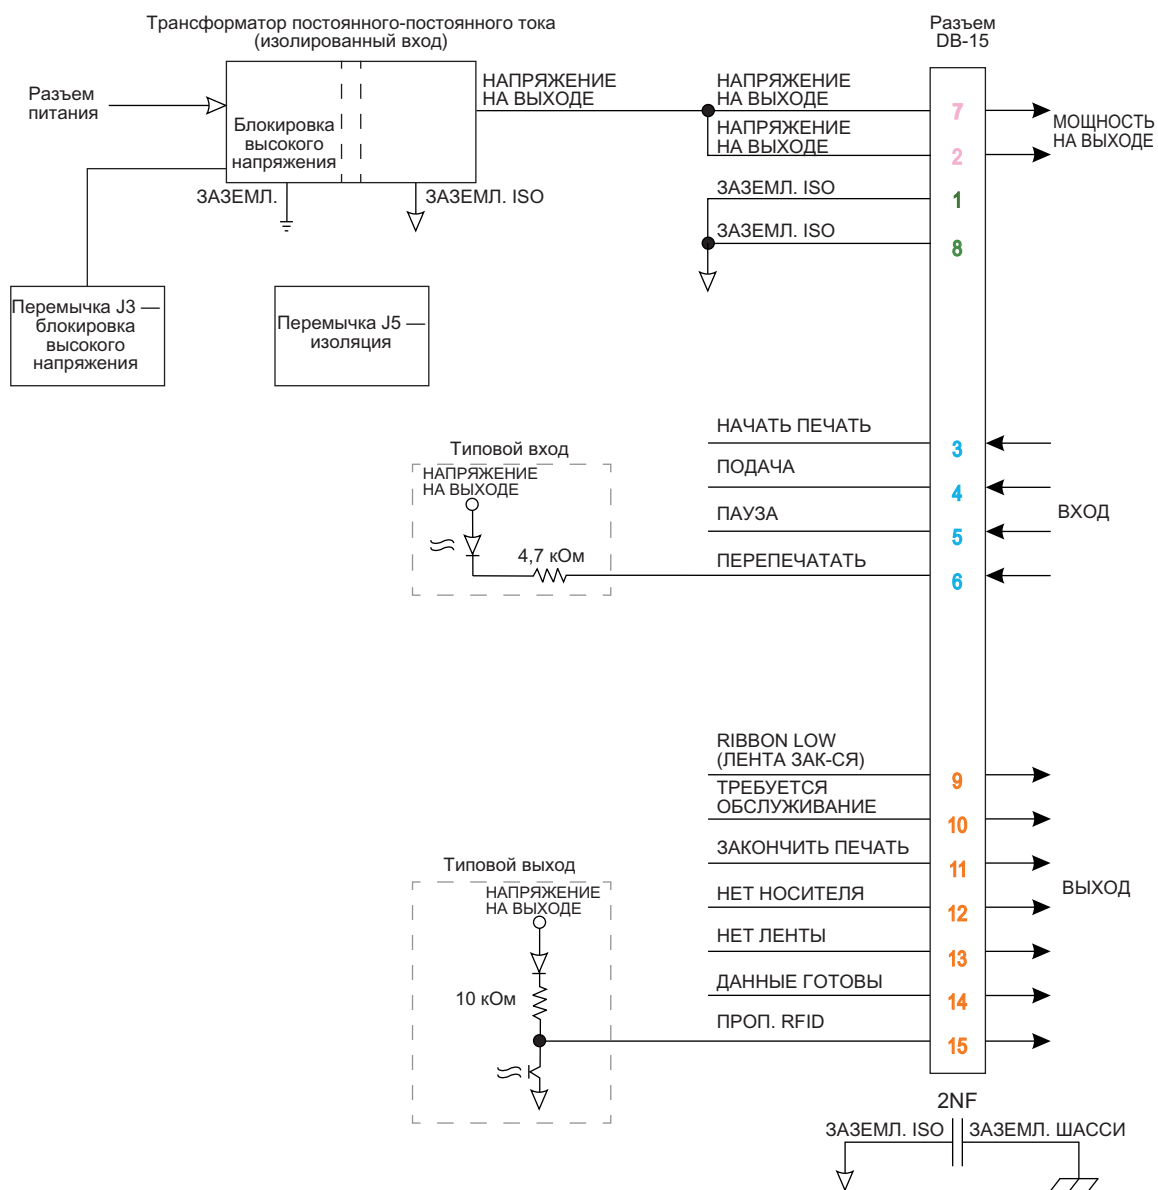 Трансформатор постоянного-постоянного тока
(изолированный вход)
Разъем
DB-15
Разъем
питания
Блокировка
высокого
напряжения
НАПРЯЖЕНИЕ
НА ВЫХОДЕ
НАПРЯЖЕНИЕ
НА ВЫХОДЕ
7
МОЩНОСТЬ
НА ВЫХОДЕ
НАПРЯЖЕНИЕ
НА ВЫХОДЕ
2
ЗАЗЕМЛ.
ЗАЗЕМЛ. ISO
ЗАЗЕМЛ. ISO
1
ЗАЗЕМЛ. ISO
8
Перемычка J3 —
блокировка
высокого
напряжения
Перемычка J5 —
изоляция
НАЧАТЬ ПЕЧАТЬ
3
ПОДАЧА
4
ПАУЗА
5
ПЕРЕПЕЧАТАТЬ
6
ВХОД
Типовой вход
НАПРЯЖЕНИЕ
НА ВЫХОДЕ
4,7 кОм
RIBBON LOW
(ЛЕНТА ЗАК-СЯ)
9
ТРЕБУЕТСЯ
ОБСЛУЖИВАНИЕ
10
ЗАКОНЧИТЬ ПЕЧАТЬ
11
НЕТ НОСИТЕЛЯ
12
НЕТ ЛЕНТЫ
13
ДАННЫЕ ГОТОВЫ
14
ПРОП. RFID
15
ВЫХОД
Типовой выход
НАПРЯЖЕНИЕ
НА ВЫХОДЕ
10 кОм
2NF
ЗАЗЕМЛ. ISO
ЗАЗЕМЛ. ШАССИ